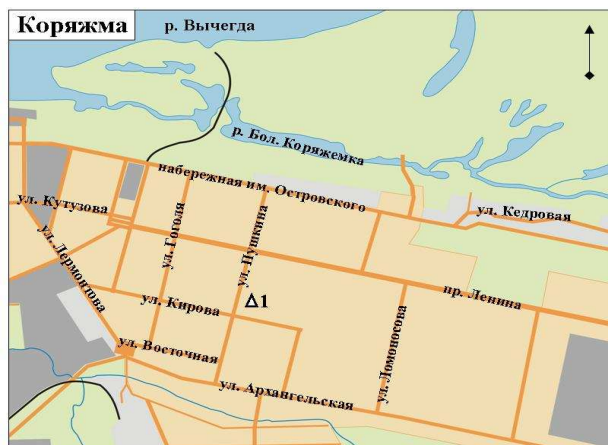 Коряжма
р. Вычегда
р. Бол. Коряжемка
набережная им. Островского
ул. Кутузова
ул. Кедровая
ул. Гоголя
ул. Пушкина
ул. Лермонтова
пр. Ленина
ул. Кирова
Δ1
ул. Ломоносова
ул. Восточная
ул. Архангельская